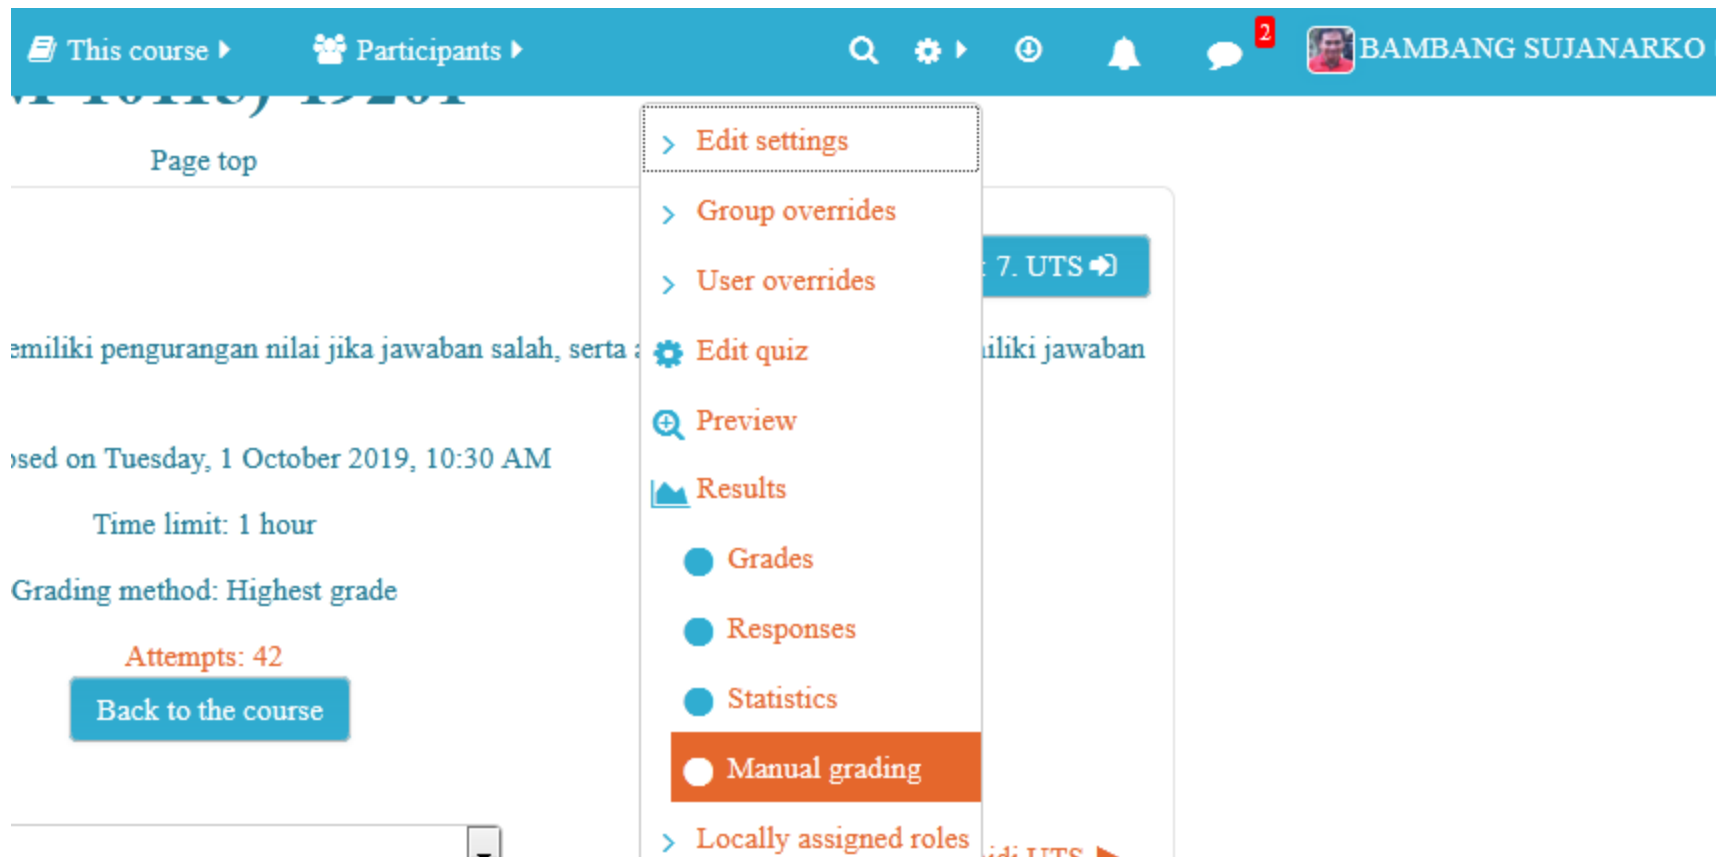 This course
Participants
2
BAMBANG SUJANARKO
Page top
Edit settings
Group overrides
User overrides
7. UTS
pengurangan nilai jika jawaban salah, serta
jawaban
Edit quiz
Preview
on Tuesday, 1 October 2019, 10:30 AM
Results
Time limit: 1 hour
Grades
Grading method: Highest grade
Responses
Attempts: 42
Statistics
Back to the course
Manual grading
Locally assigned roles
UTS